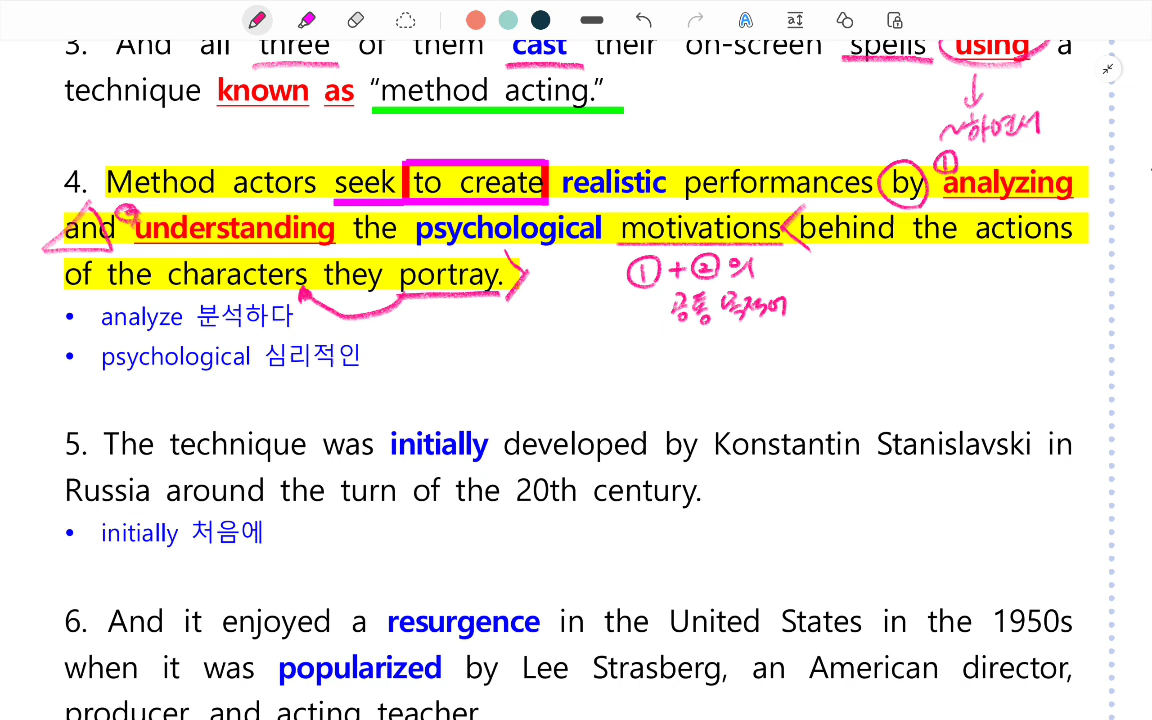 3. And all three of them cast their on-screen spells using a
technique known as “method acting.”
↓
~하면서
①
4. Method actors seek to create realistic performances by analyzing
②
and understanding the psychological motivations behind the actions
of the characters they portray.
①+②의
공통 목적어
• analyze 분석하다
• psychological 심리적인
5. The technique was initially developed by Konstantin Stanislavski in
Russia around the turn of the 20th century.
• initially 처음에
6. And it enjoyed a resurgence in the United States in the 1950s
when it was popularized by Lee Strasberg, an American director,
producer, and acting teacher.